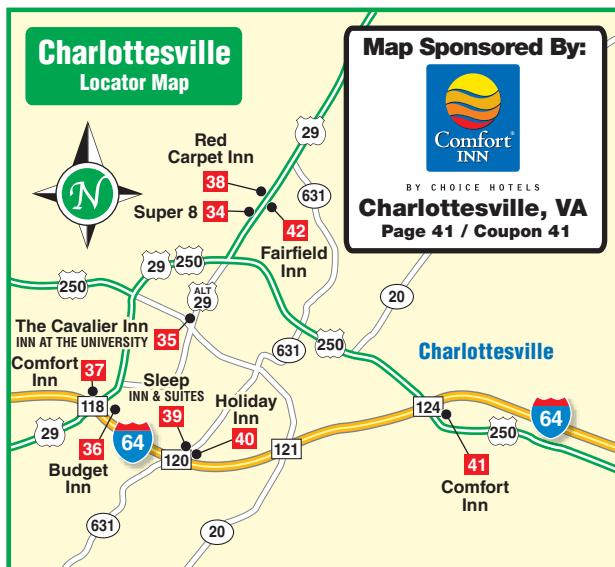 Charlottesville
Locator Map
Map Sponsored By:
Comfort®
INN
BY CHOICE HOTELS
Charlottesville, VA
Page 41 / Coupon 41
N
29
Red
Carpet Inn
38
631
Super 8 34
42
Fairfield
Inn
29
250
250
ALT
29
20
The Cavalier Inn
INN AT THE UNIVERSITY
35
631
250
Charlottesville
Comfort
Inn
37
Sleep
INN & SUITES
39
Holiday
Inn
40
118
124
64
29
36
Budget
Inn
64
120
121
250
41
Comfort
Inn
631
20